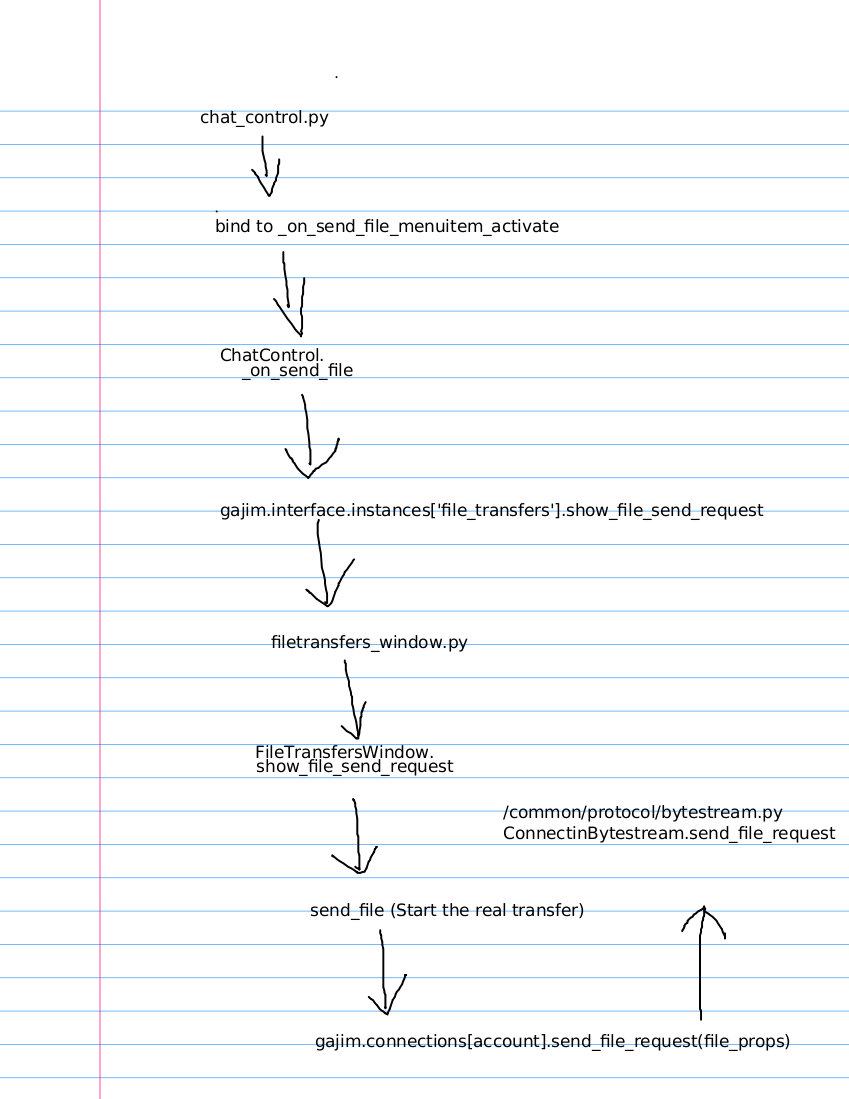 chat_control.py
bind to _on_send_file_menuitem_activate
ChatControl.
_on_send_file
gajim.interface.instances['file_transfers'].show_file_send_request
filetransfers_window.py
FileTransfersWindow.
show_file_send_request
/common/protocol/bytestream.py
ConnectinBytestream.send_file_request
send_file (Start the real transfer)
gajim.connections[account].send_file_request(file_props)